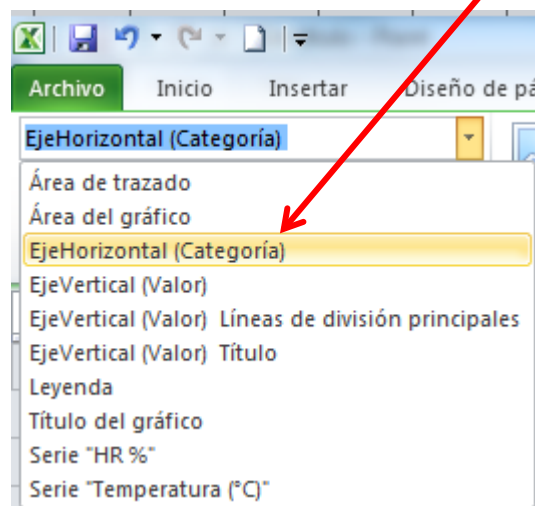 Archivo Inicio Insertar Diseño de pá
EjeHorizontal (Categoría)
Área de trazado
Área del gráfico
EjeHorizontal (Categoría)
EjeVertical (Valor)
EjeVertical (Valor) Líneas de división principales
EjeVertical (Valor) Título
Leyenda
Título del gráfico
Serie "HR %"
Serie "Temperatura (°C)"